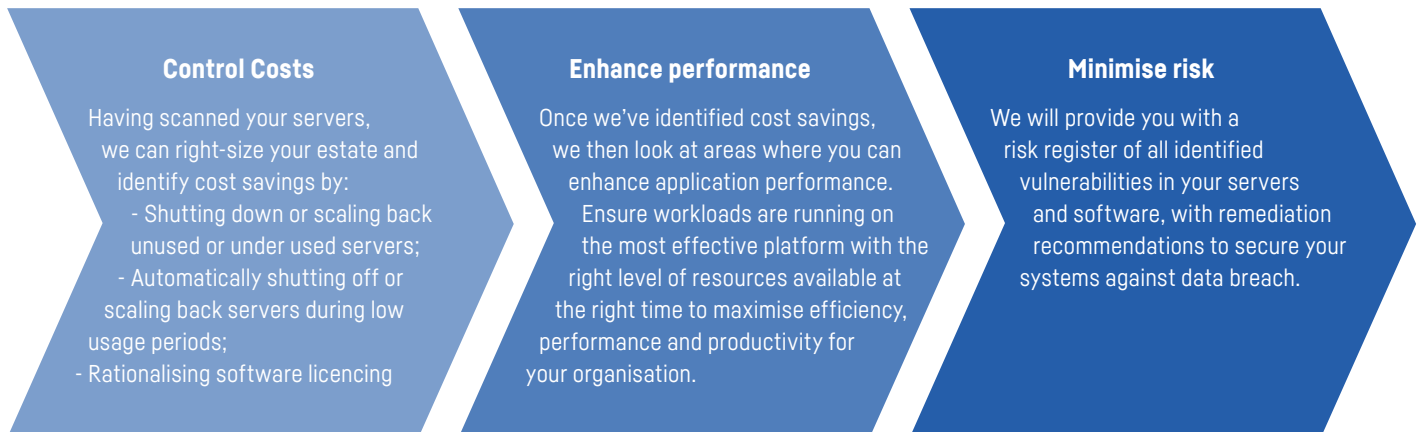 Control Costs
Having scanned your servers,
we can right-size your estate and
identify cost savings by:
- Shutting down or scaling back
unused or under used servers;
- Automatically shutting off or
scaling back servers during low
usage periods;
- Rationalising software licencing
Enhance performance
Once we've identified cost savings,
we then look at areas where you can
enhance application performance.
Ensure workloads are running on
the most effective platform with the
right level of resources available at
the right time to maximise efficiency,
performance and productivity for
your organisation.
Minimise risk
We will provide you with a
risk register of all identified
vulnerabilities in your servers
and software, with remediation
recommendations to secure your
systems against data breach.